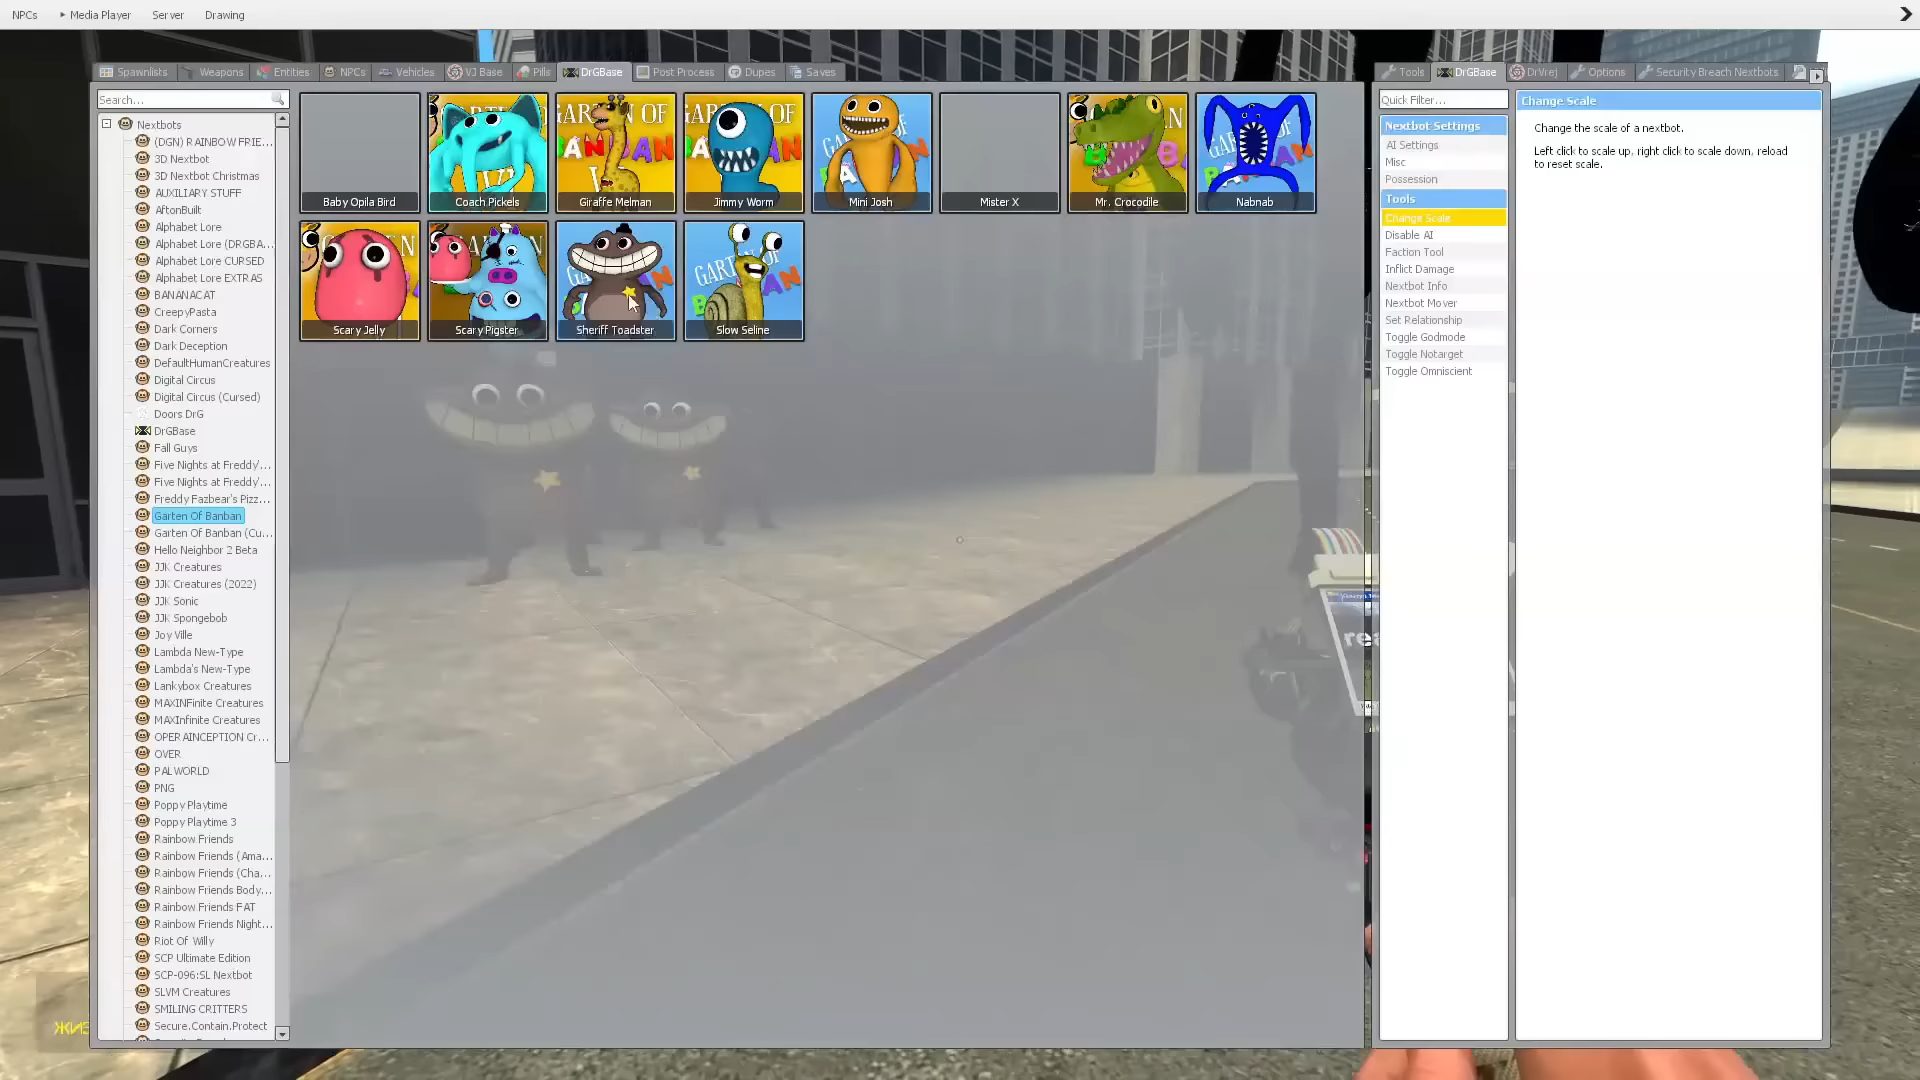 NPCs
Media Player
Server
Drawing
Spawnlists
Weapons
Entities
NPCs
Vehicles
VJ Base
Pills
DrGBase
Post Process
Dupes
Saves
Search...
Nextbots
(DGN) RAINBOW FRIE...
3D Nextbot
3D Nextbot Christmas
AUXILIARY STUFF
AftonBuilt
Alphabet Lore
Alphabet Lore (DRGBA...
Alphabet Lore CURSED
Alphabet Lore EXTRAS
BANANACAT
CreepyPasta
Dark Corners
Dark Deception
DefaultHumanCreatures
Digital Circus
Digital Circus (Cursed)
Doors DrG
DrGBase
Fall Guys
Five Nights at Freddy'...
Five Nights at Freddy'...
Freddy Fazbear's Pizz...
Garten Of Banban
Garten Of Banban (Cu...
Hello Neighbor 2 Beta
JJK Creatures
JJK Creatures (2022)
JJK Sonic
JJK Spongebob
Joy Ville
Lambda New-Type
Lambda's New-Type
Lankybox Creatures
MAXINFinite Creatures
MAXInfinite Creatures
OPERAINCEPTION Cr...
OVER
PALWORLD
PNG
Poppy Playtime
Poppy Playtime 3
Rainbow Friends
Rainbow Friends (Ama...
Rainbow Friends (Cha...
Rainbow Friends Body...
Rainbow Friends FAT
Rainbow Friends Night...
Riot Of Willy
SCP Ultimate Edition
SCP-096:SL Nextbot
SLVM Creatures
SMILING CRITTERS
Secure.Contain.Protect
Baby Opila Bird
Coach Pickels
Giraffe Melman
Jimmy Worm
Mini Josh
Mister X
Mr. Crocodile
Nabnab
Scary Jelly
Scary Pigster
Sheriff Toadster
Slow Seline
Tools
DrGBase
DrVrej
Options
Security Breach Nextbots
Quick Filter...
Nextbot Settings
AI Settings
Misc
Possession
Tools
Change Scale
Disable AI
Faction Tool
Inflict Damage
Nextbot Info
Nextbot Mover
Set Relationship
Toggle Godmode
Toggle Notarget
Toggle Omniscient
Change Scale
Change the scale of a nextbot.
Left click to scale up, right click to scale down, reload
to reset scale.